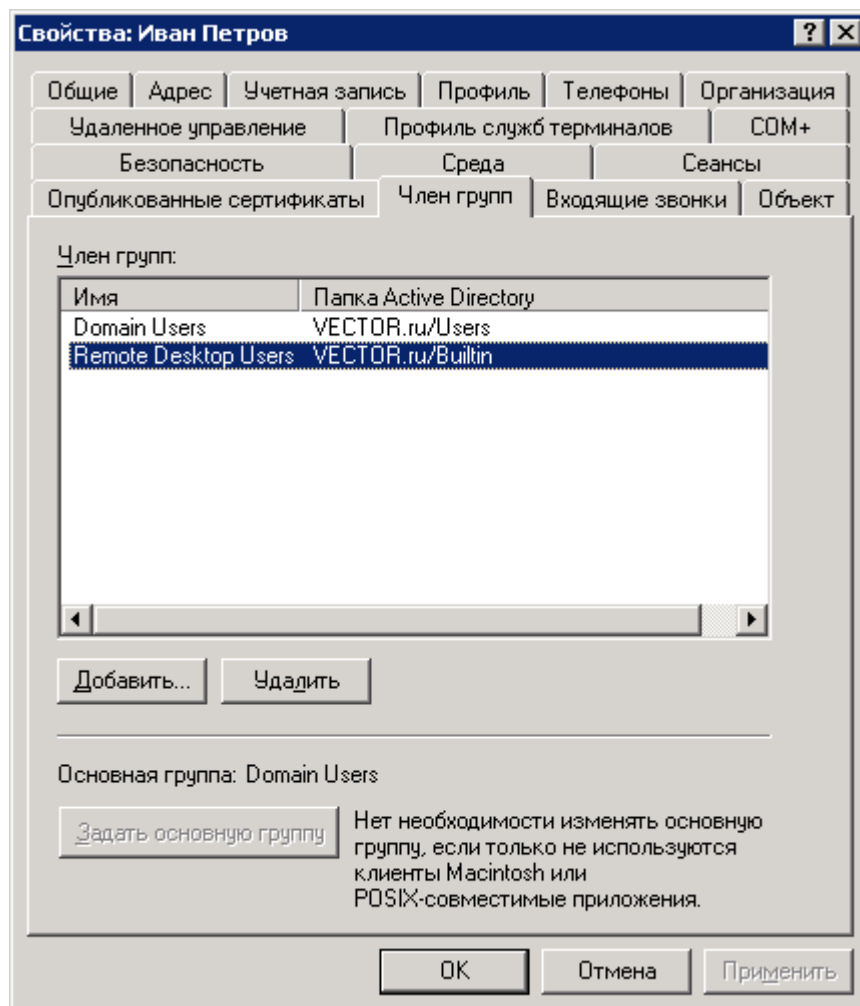 Свойства: Иван Петров
Общие Адрес Учетная запись Профиль Телефоны Организация
Удаленное управление Профиль служб терминалов COM+
Безопасность Среда Сеансы
Опубликованные сертификаты Член групп Входящие звонки Объект
Член групп:
Имя Папка Active Directory
Domain Users VECTOR.ru/Users
Remote Desktop Users VECTOR.ru/Builtin
Добавить... Удалить
Основная группа: Domain Users
Задать основную группу
Нет необходимости изменять основную
группу, если только не используются
клиенты Macintosh или
POSIX-совместимые приложения.
OK Отмена Применить